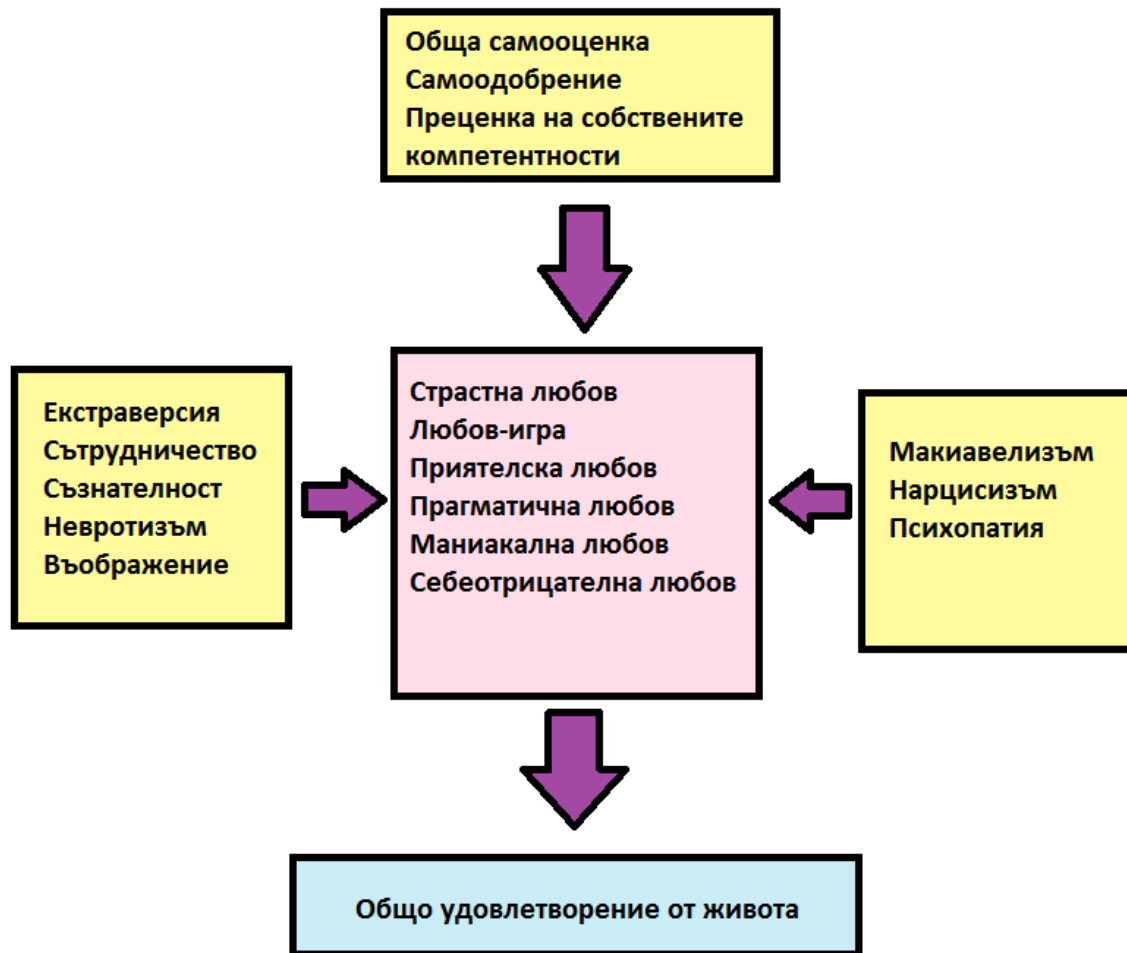 Обща самооценка
Самоодобрение
Преценка на собствените
компетентности
Екстраверсия
Сътрудничество
Съзнателност
Невротизъм
Въображение
Страстна любов
Любов-игра
Приятелска любов
Прагматична любов
Маниакална любов
Себеотрицателна любов
Макиавелизъм
Нарцисизъм
Психопатия
Общо удовлетворение от живота